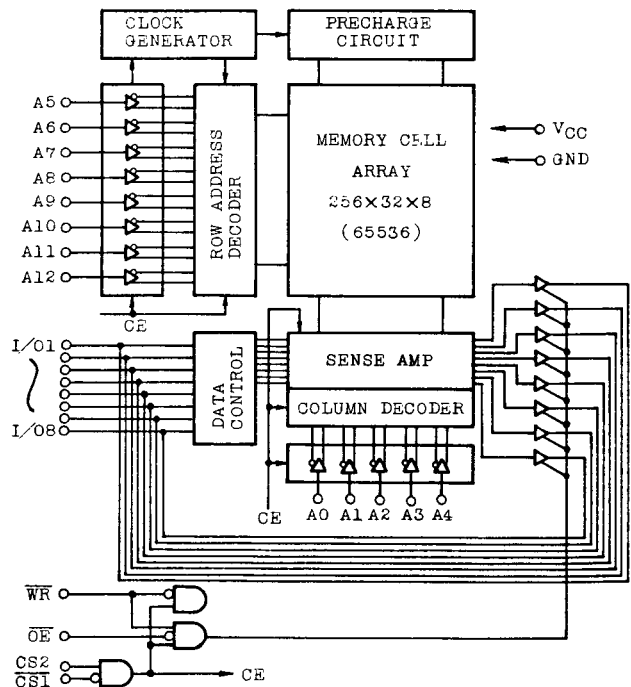 CLOCK
GENERATOR
PRECHARGE
CIRCUIT
A5
A6
A7
A8
A9
A10
A11
A12
ROW ADDRESS
DECODER
MEMORY CELL
ARRAY
256×32×8
(65536)
VCC
GND
CE
I/O1
I/O8
DATA
CONTROL
SENSE AMP
COLUMN DECODER
CE
A0 A1 A2 A3 A4
WR
OE
CS2
CS1
CE